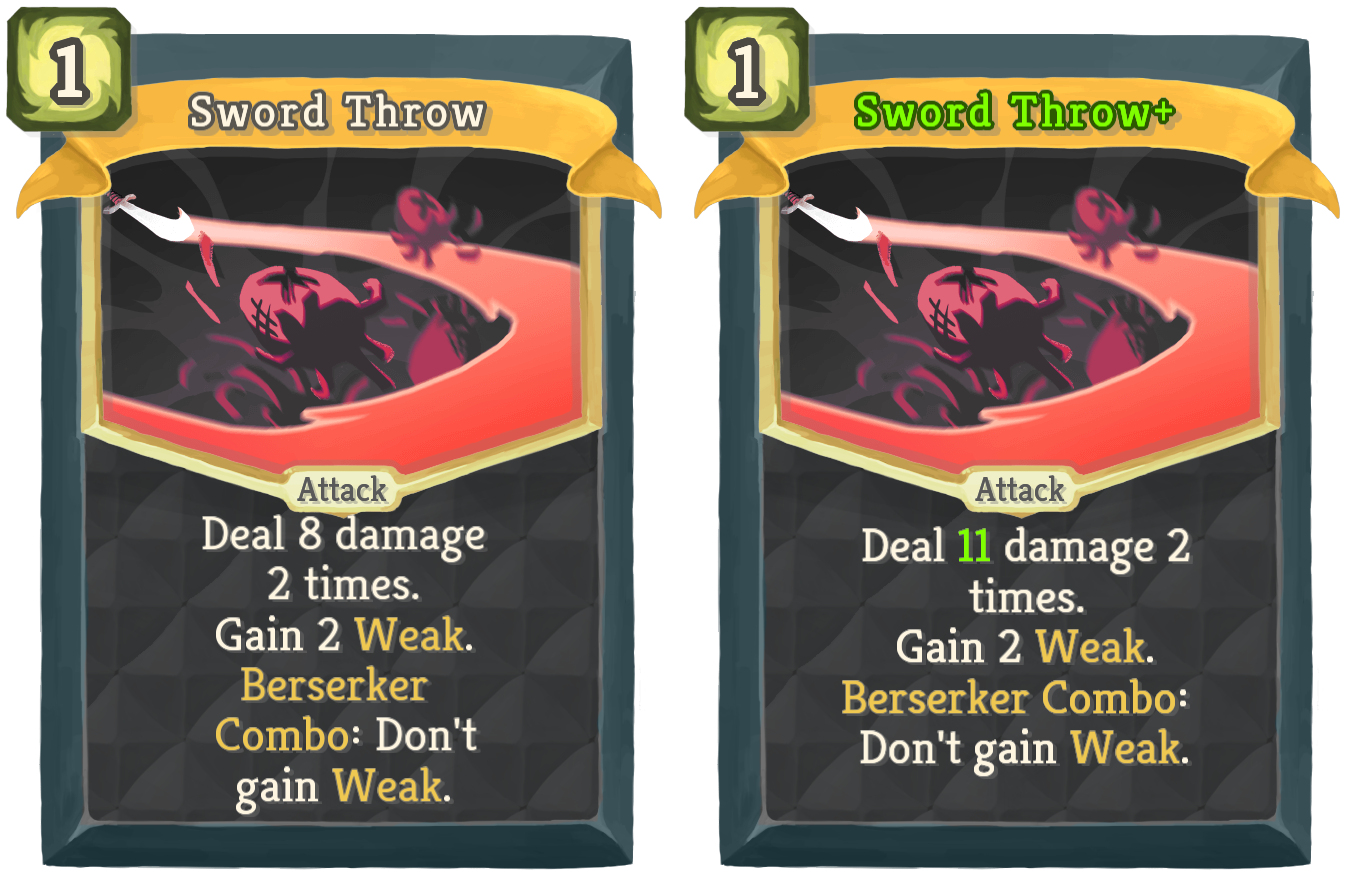 1
Sword Throw
Attack
Deal 8 damage
2 times.
Gain 2 Weak.
Berserker
Combo: Don't
gain Weak.
1
Sword Throw+
Attack
Deal 11 damage 2
times.
Gain 2 Weak.
Berserker Combo:
Don't gain Weak.